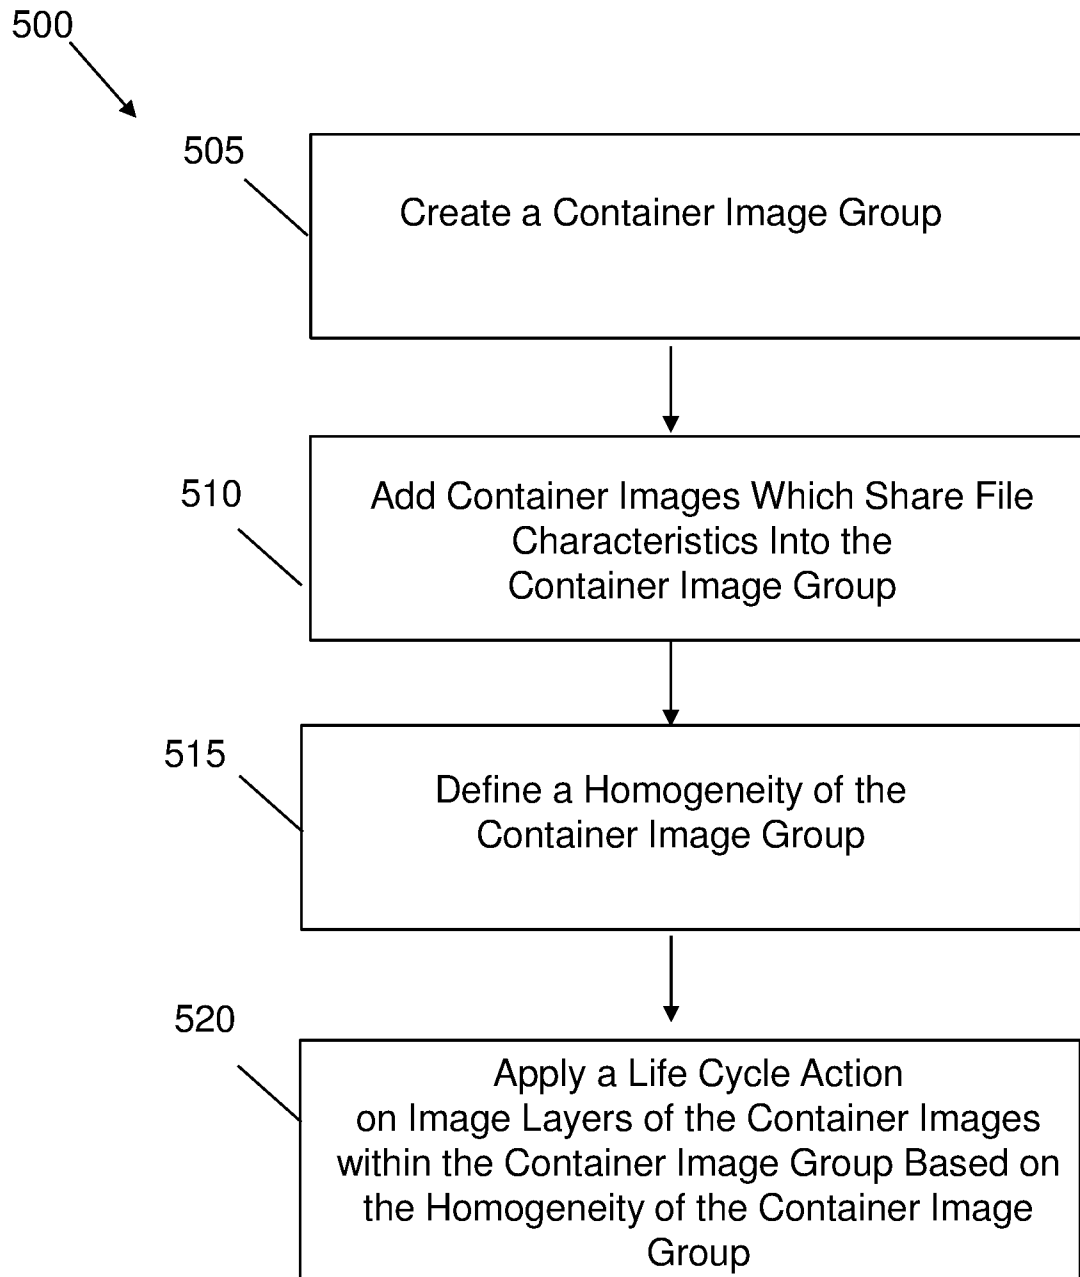 500
505
Create a Container Image Group
510
Add Container Images Which Share File
Characteristics Into the
Container Image Group
515
Define a Homogeneity of the
Container Image Group
520
Apply a Life Cycle Action
on Image Layers of the Container Images
within the Container Image Group Based on
the Homogeneity of the Container Image
Group